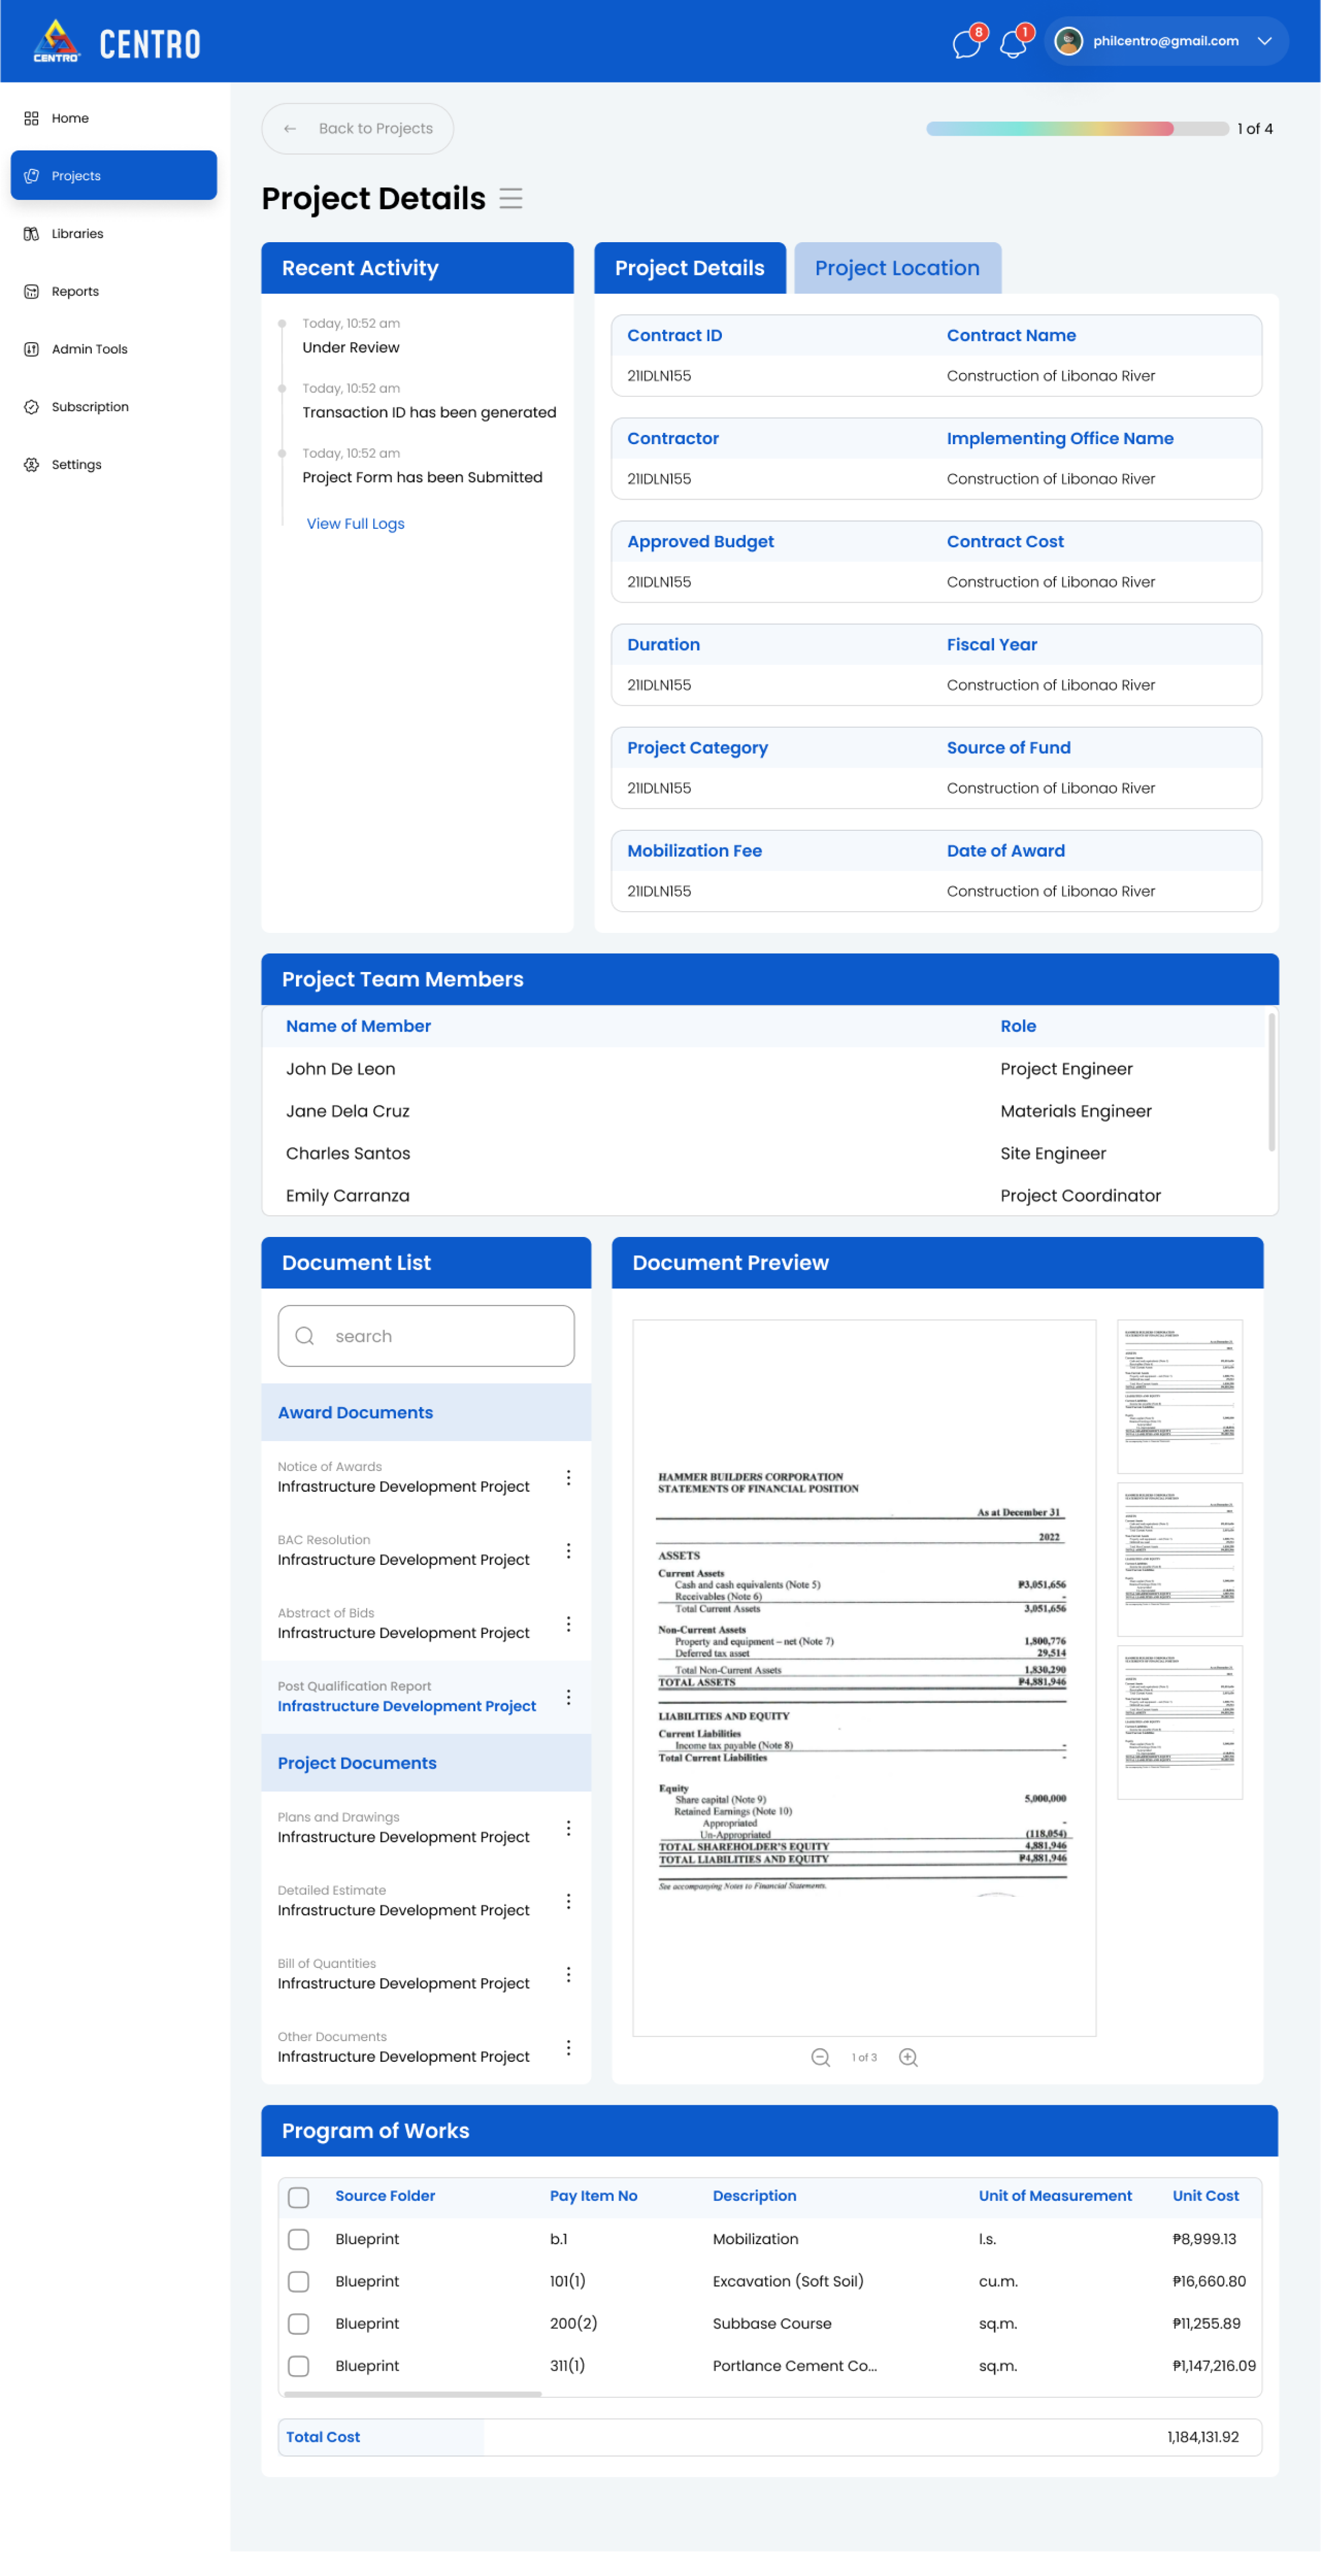 CENTRO
CENTRO
8
1
philcentro@gmail.com
Home
Projects
Libraries
Reports
Admin Tools
Subscription
Settings
Back to Projects
1 of 4
Project Details
Recent Activity
Today, 10:52 am
Under Review
Today, 10:52 am
Transaction ID has been generated
Today, 10:52 am
Project Form has been Submitted
View Full Logs
Project Details Project Location
Contract ID Contract Name
21IDLN155 Construction of Libonao River
Contractor Implementing Office Name
21IDLN155 Construction of Libonao River
Approved Budget Contract Cost
21IDLN155 Construction of Libonao River
Duration Fiscal Year
21IDLN155 Construction of Libonao River
Project Category Source of Fund
21IDLN155 Construction of Libonao River
Mobilization Fee Date of Award
21IDLN155 Construction of Libonao River
Project Team Members
Name of Member Role
John De Leon Project Engineer
Jane Dela Cruz Materials Engineer
Charles Santos Site Engineer
Emily Carranza Project Coordinator
Document List
search
Award Documents
Notice of Awards
Infrastructure Development Project
BAC Resolution
Infrastructure Development Project
Abstract of Bids
Infrastructure Development Project
Post Qualification Report
Infrastructure Development Project
Project Documents
Plans and Drawings
Infrastructure Development Project
Detailed Estimate
Infrastructure Development Project
Bill of Quantities
Infrastructure Development Project
Other Documents
Infrastructure Development Project
Document Preview
HAMMER BUILDERS CORPORATION
STATEMENTS OF FINANCIAL POSITION
As at December 31
2022
ASSETS
Current Assets
Cash and cash equivalents (Note 5) ₱3,051,656
Receivables (Note 6) -
Total Current Assets 3,051,656
Non-Current Assets
Property and equipment – net (Note 7) 1,800,776
Deferred tax asset 29,514
Total Non-Current Assets 1,830,290
TOTAL ASSETS ₱4,881,946
LIABILITIES AND EQUITY
Current Liabilities
Income tax payable (Note 8) -
Total Current Liabilities -
Equity
Share capital (Note 9) 5,000,000
Retained Earnings (Note 10)
Appropriated -
Un-Appropriated (118,054)
TOTAL SHAREHOLDER'S EQUITY 4,881,946
TOTAL LIABILITIES AND EQUITY ₱4,881,946
See accompanying Notes to Financial Statements.
1 of 3
Program of Works
Source Folder Pay Item No Description Unit of Measurement Unit Cost
Blueprint b.1 Mobilization l.s. ₱8,999.13
Blueprint 101(1) Excavation (Soft Soil) cu.m. ₱16,660.80
Blueprint 200(2) Subbase Course sq.m. ₱11,255.89
Blueprint 311(1) Portlance Cement Co... sq.m. ₱1,147,216.09
Total Cost 1,184,131.92